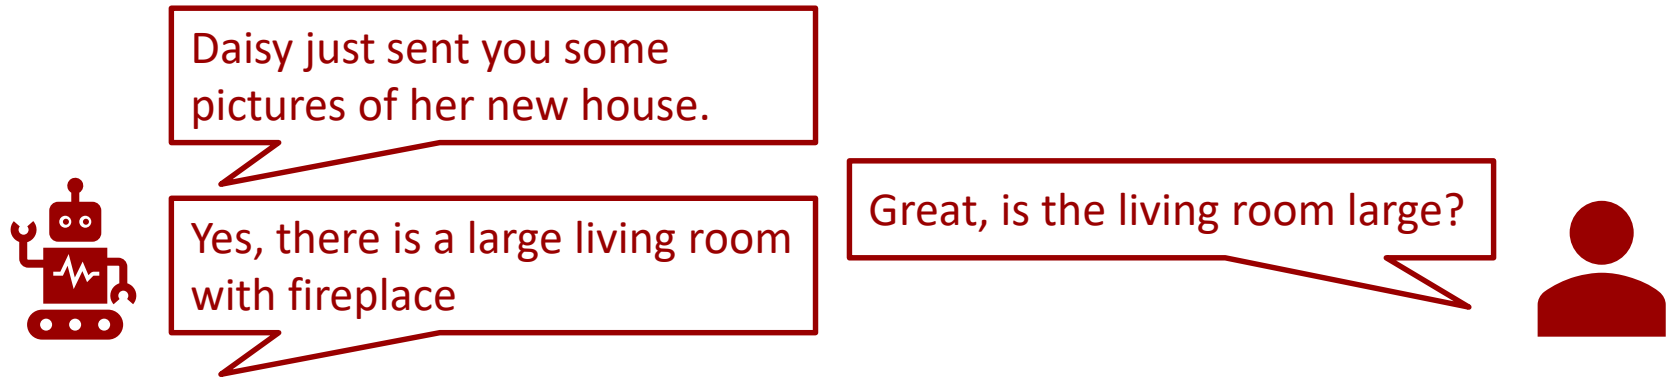 Daisy just sent you some
pictures of her new house.
Great, is the living room large?
Yes, there is a large living room
with fireplace